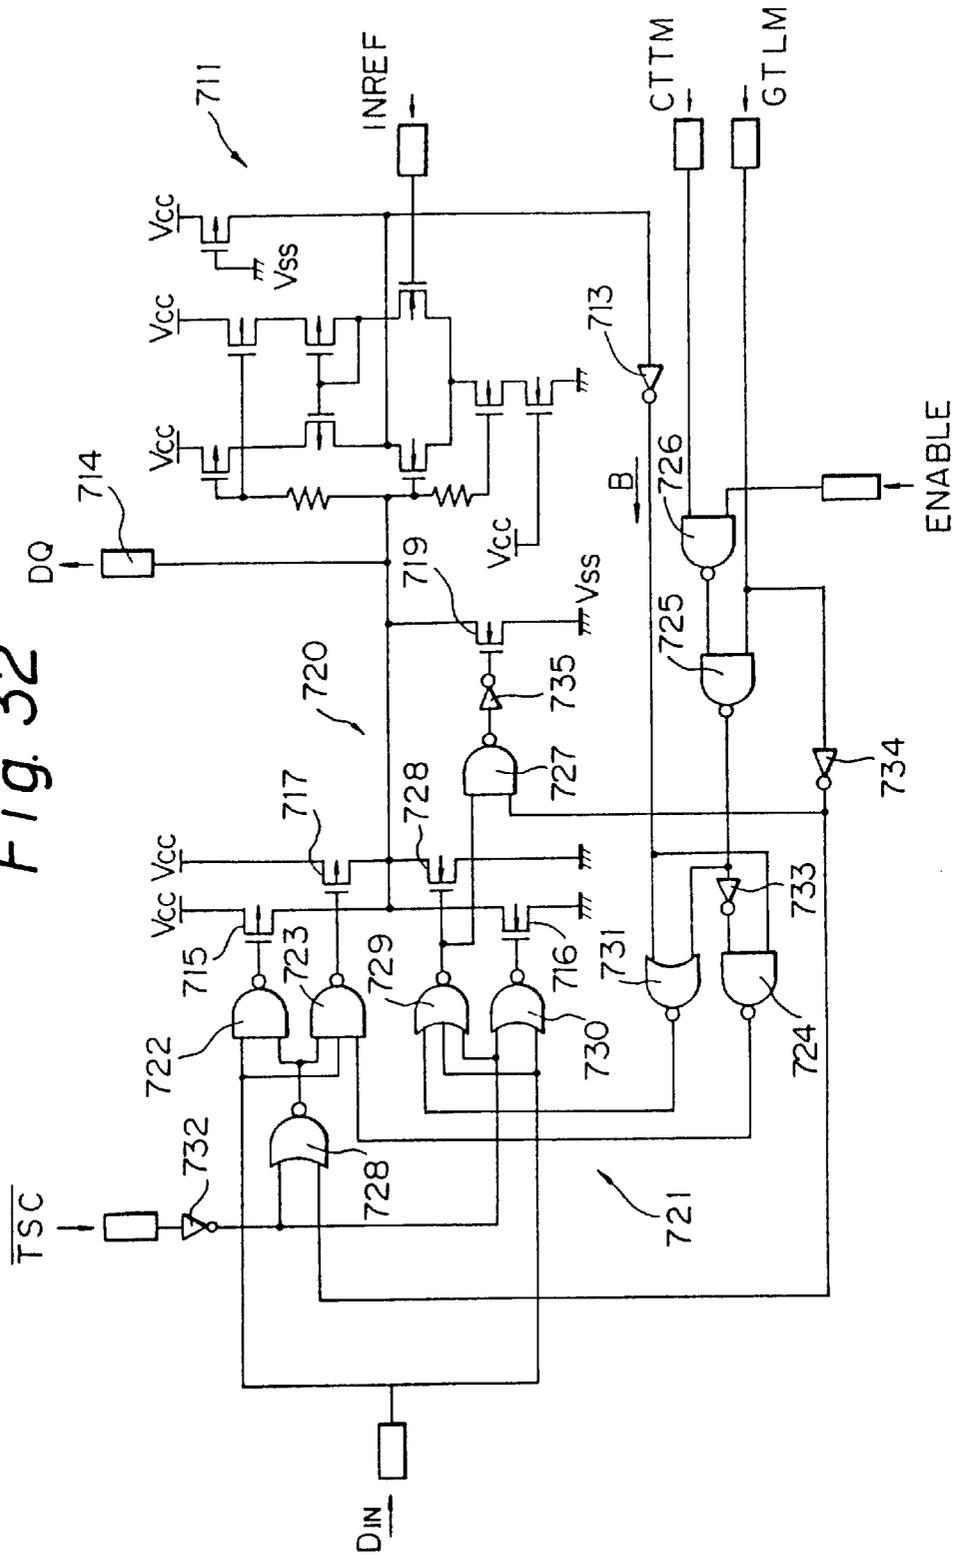 Fig. 32
TSC
DIN
DQ
714
711
INREF
CTTM
GTLM
ENABLE
Vcc
Vcc
Vcc
Vcc
Vcc
Vcc
Vss
Vss
713
B
726
725
719
720
735
727
734
717
728
715
723
722
729
716
730
731
733
724
732
728
721